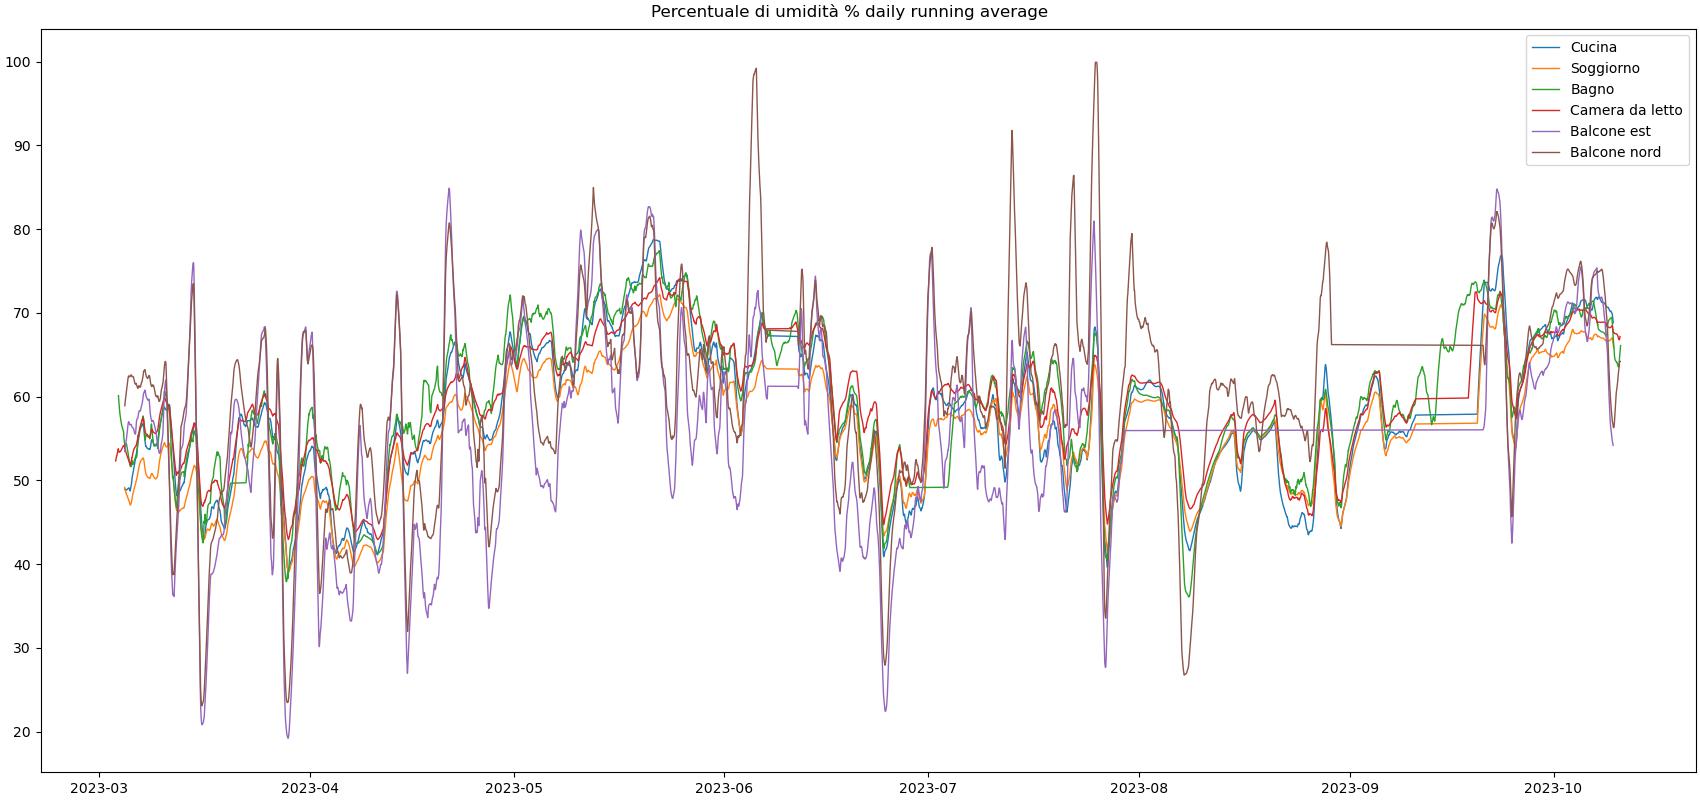 Percentuale di umidità % daily running average
Cucina
Soggiorno
Bagno
Camera da letto
Balcone est
Balcone nord
100
90
80
70
60
50
40
30
20
2023-03 2023-04 2023-05 2023-06 2023-07 2023-08 2023-09 2023-10